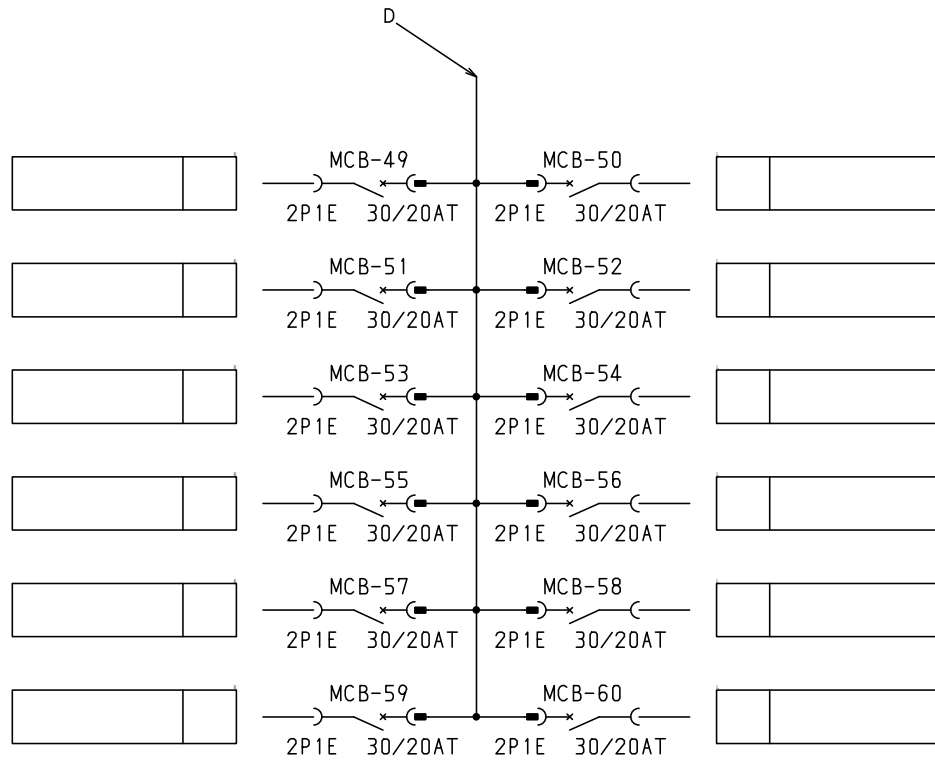 D
MCB-49 MCB-50
2P1E 30/20AT 2P1E 30/20AT
MCB-51 MCB-52
2P1E 30/20AT 2P1E 30/20AT
MCB-53 MCB-54
2P1E 30/20AT 2P1E 30/20AT
MCB-55 MCB-56
2P1E 30/20AT 2P1E 30/20AT
MCB-57 MCB-58
2P1E 30/20AT 2P1E 30/20AT
MCB-59 MCB-60
2P1E 30/20AT 2P1E 30/20AT